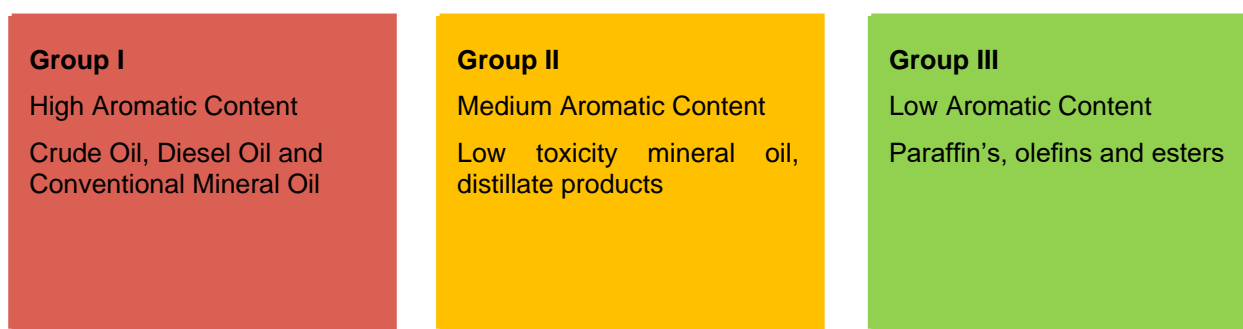 Group I
High Aromatic Content
Crude Oil, Diesel Oil and
Conventional Mineral Oil
Group II
Medium Aromatic Content
Low toxicity mineral oil,
distillate products
Group III
Low Aromatic Content
Paraffin’s, olefins and esters